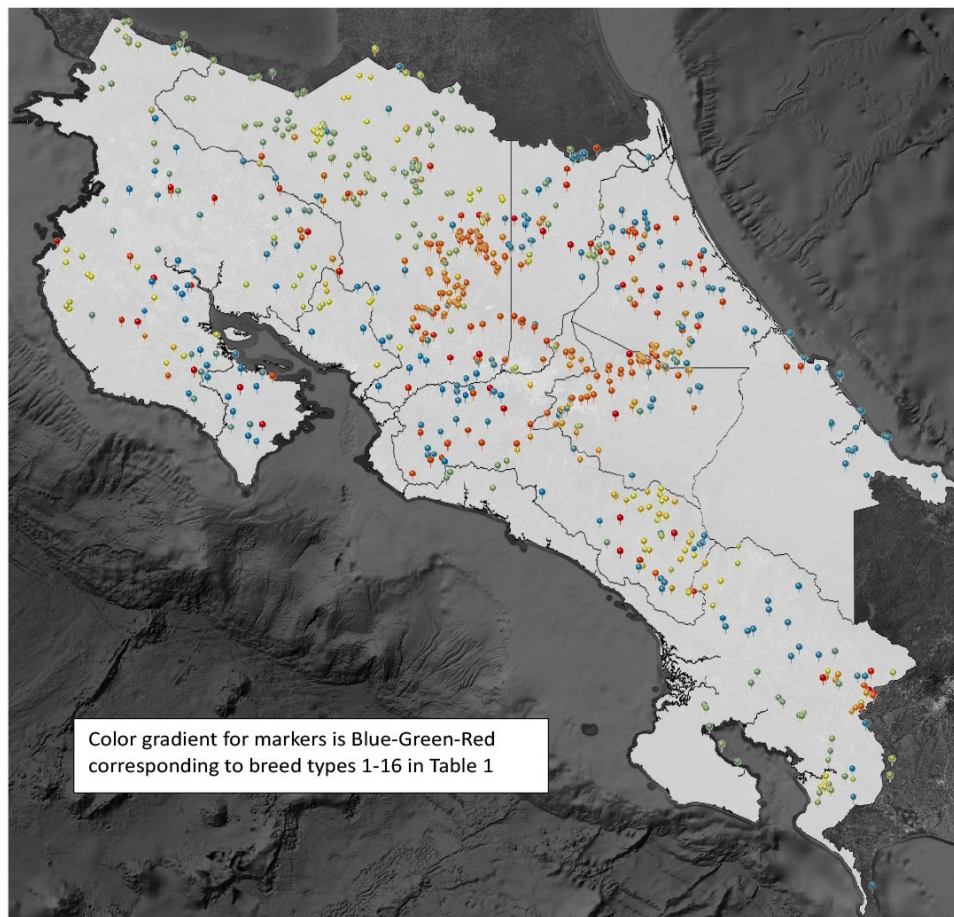 Color gradient for markers is Blue-Green-Red
corresponding to breed types 1-16 in Table 1